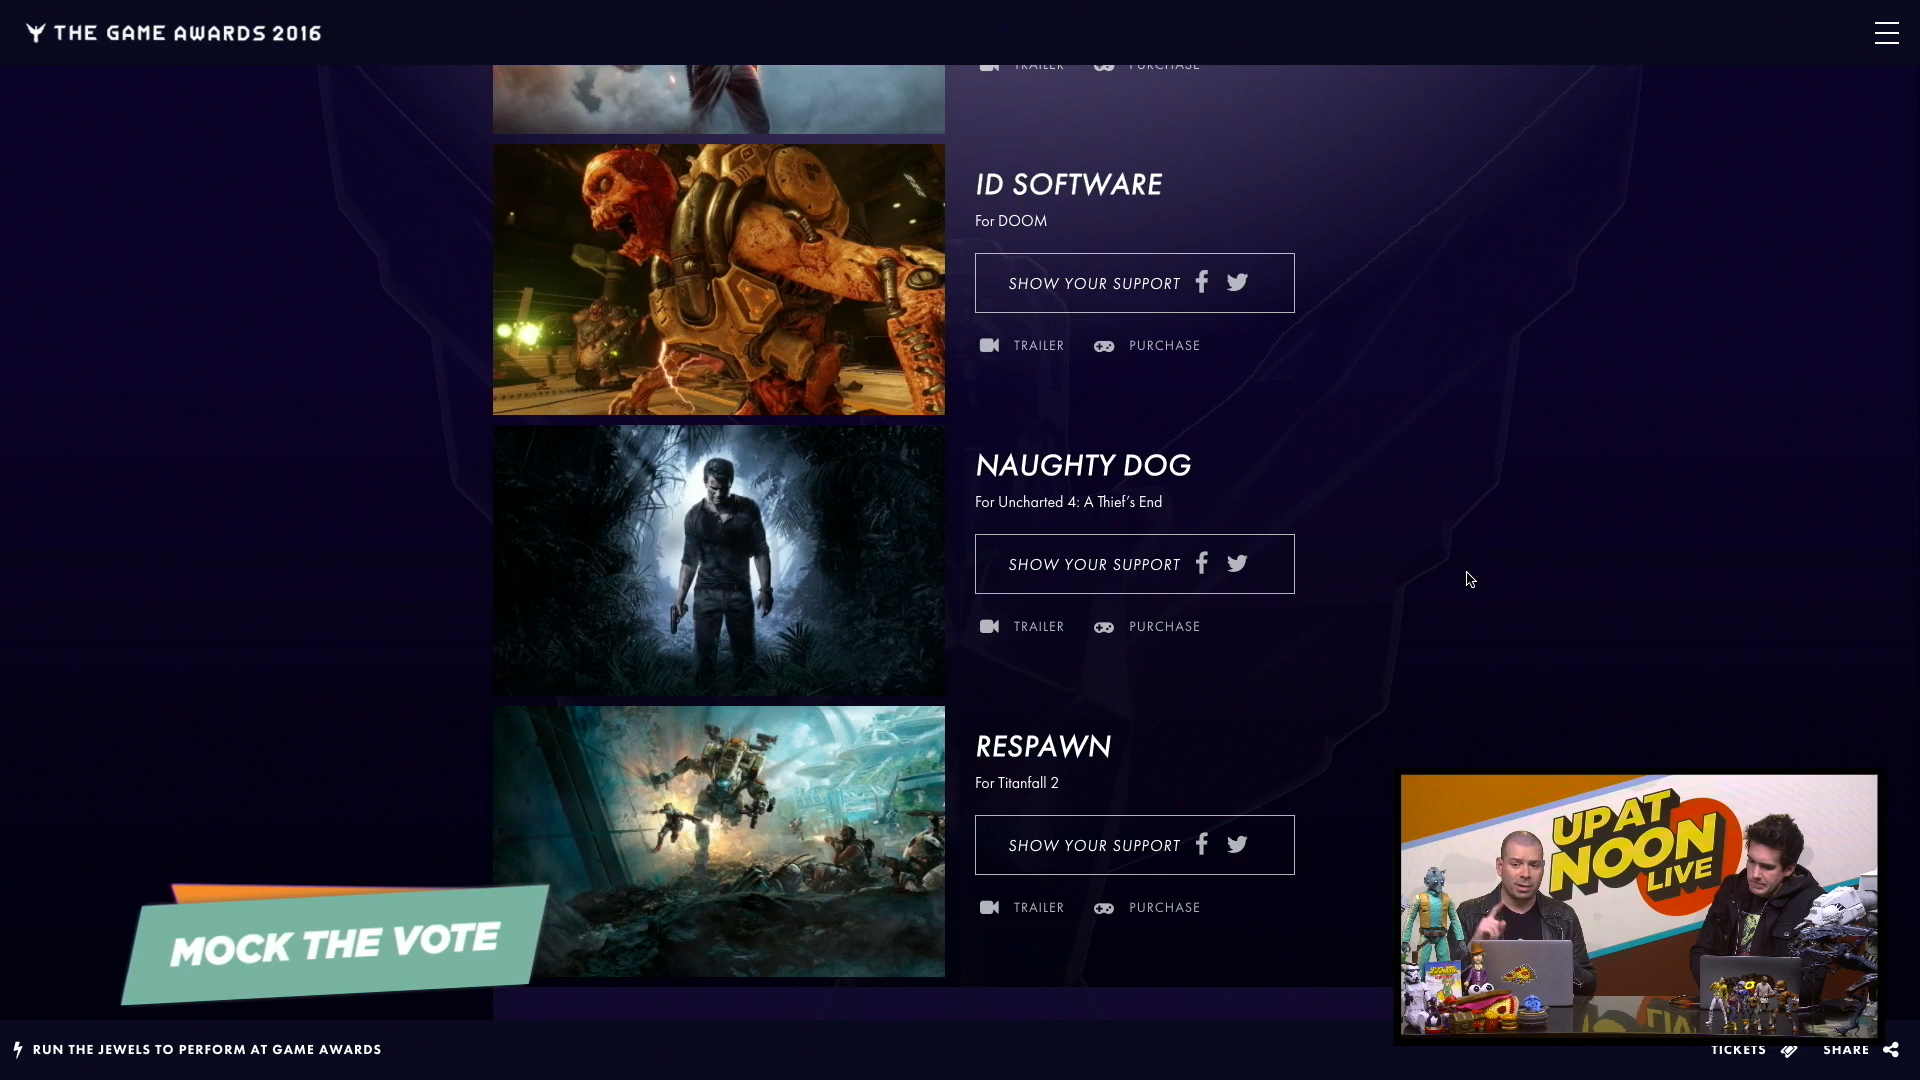 THE GAME AWARDS 2016
TRAILER PURCHASE
ID SOFTWARE
For DOOM
SHOW YOUR SUPPORT
TRAILER PURCHASE
NAUGHTY DOG
For Uncharted 4: A Thief's End
SHOW YOUR SUPPORT
TRAILER PURCHASE
RESPAWN
For Titanfall 2
SHOW YOUR SUPPORT
TRAILER PURCHASE
UP AT
NOON
LIVE
MOCK THE VOTE
RUN THE JEWELS TO PERFORM AT GAME AWARDS
TICKETS SHARE